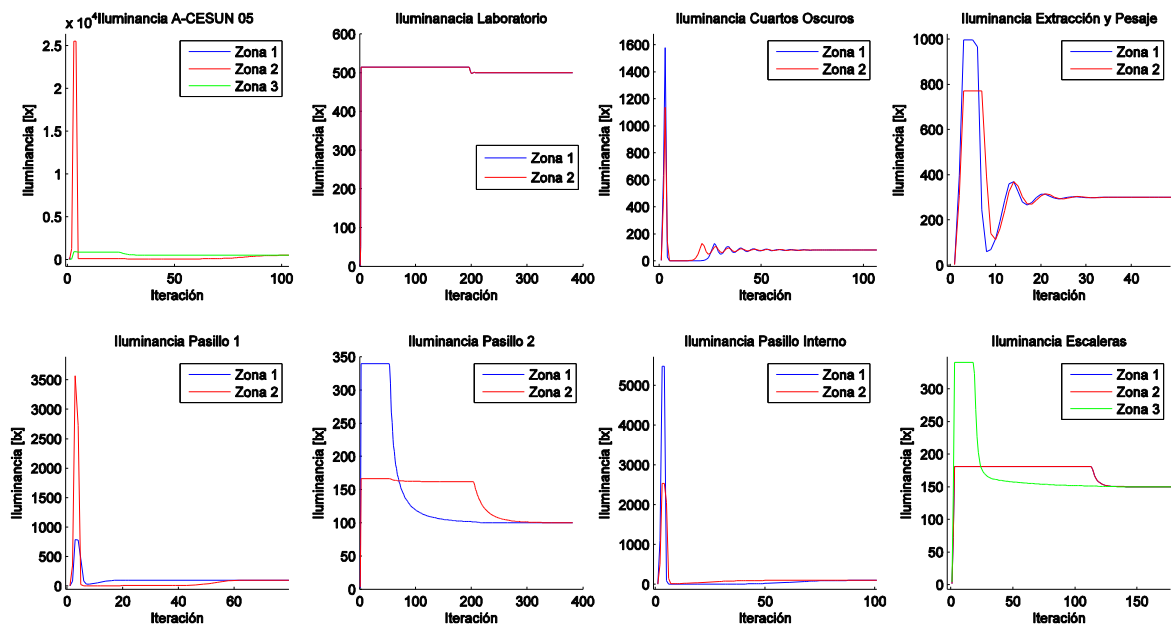 x 10^4
Iluminancia A-CESUN 05
Zona 1
Zona 2
Zona 3
2.5
2
1.5
1
0.5
0
Iluminancia [lx]
0 50 100
Iteración
Iluminanacia Laboratorio
600
500
400
300
200
100
0
Iluminancia [lx]
Zona 1
Zona 2
0 100 200 300 400
Iteración
Iluminancia Cuartos Oscuros
Zona 1
Zona 2
1600
1400
1200
1000
800
600
400
200
0
Iluminancia [lx]
0 50 100
Iteración
Iluminancia Extracción y Pesaje
Zona 1
Zona 2
1000
800
600
400
200
0
Iluminancia [lx]
0 10 20 30 40
Iteración
Iluminancia Pasillo 1
Zona 1
Zona 2
3500
3000
2500
2000
1500
1000
500
0
Iluminancia [lx]
0 20 40 60
Iteración
Iluminancia Pasillo 2
Zona 1
Zona 2
350
300
250
200
150
100
50
0
Iluminancia [lx]
0 100 200 300 400
Iteración
Iluminancia Pasillo Interno
Zona 1
Zona 2
5000
4000
3000
2000
1000
0
Iluminancia [lx]
0 50 100
Iteración
Iluminancia Escaleras
Zona 1
Zona 2
Zona 3
300
250
200
150
100
50
0
Iluminancia [lx]
0 50 100 150
Iteración